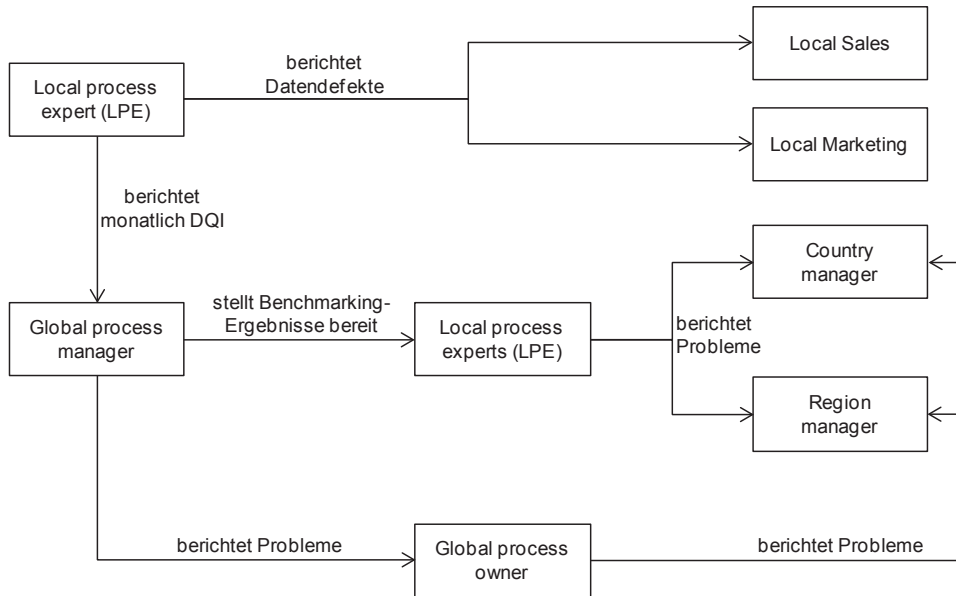 Local Sales
berichtet
Datendefekte
Local process
expert (LPE)
Local Marketing
berichtet
monatlich DQI
Country
manager
stellt Benchmarking-
Ergebnisse bereit
Global process
manager
Local process
experts (LPE)
berichtet
Probleme
Region
manager
berichtet Probleme
Global process
owner
berichtet Probleme